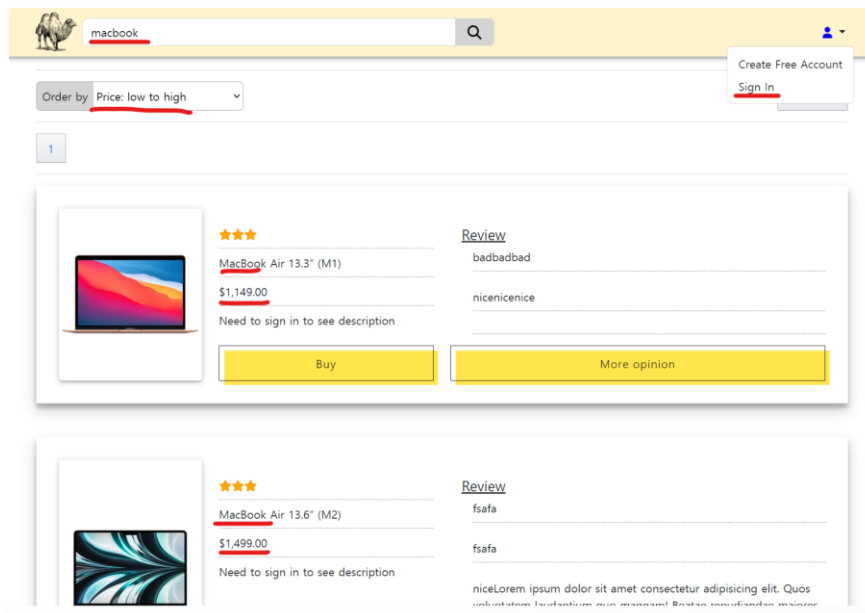 macbook
Create Free Account
Sign In
Order by Price: low to high
1
MacBook Air 13.3" (M1)
$1,149.00
Need to sign in to see description
Review
badbadbad
nicenicenice
Buy
More opinion
MacBook Air 13.6" (M2)
$1,499.00
Need to sign in to see description
Review
fsafa
fsafa
niceLorem ipsum dolor sit amet consectetur adipisicing elit. Quos